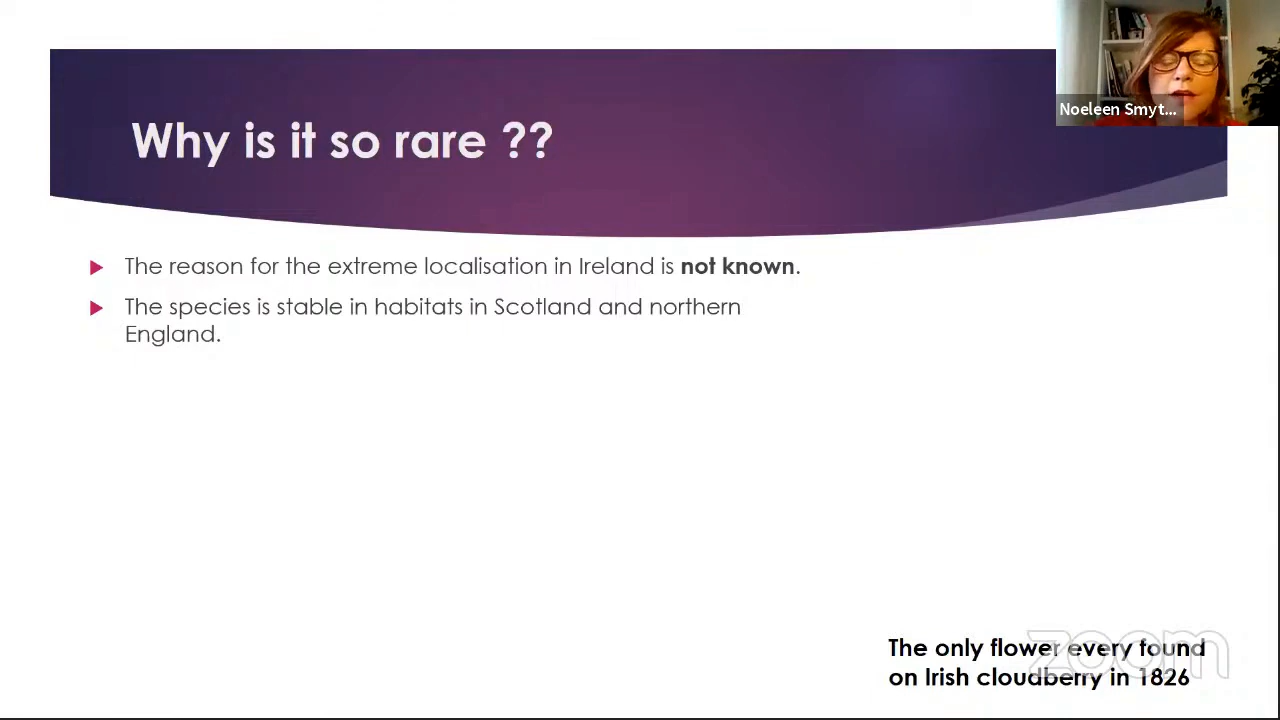 Noeleen Smyt...
Why is it so rare ??
The reason for the extreme localisation in Ireland is not known.
The species is stable in habitats in Scotland and northern
England.
The only flower every found
on Irish cloudberry in 1826
zoom